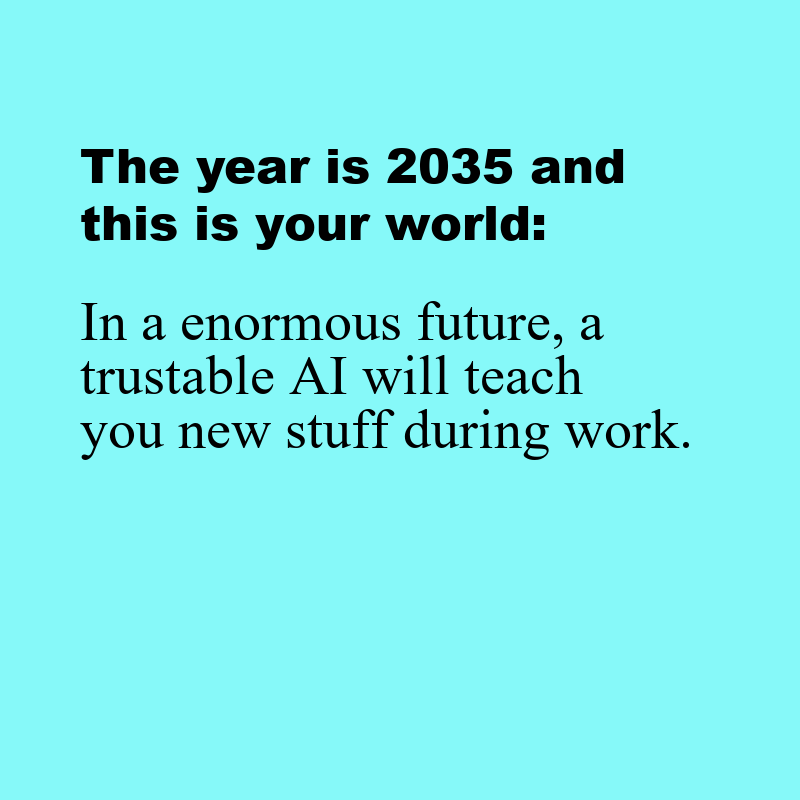 The year is 2035 and
this is your world:
In a enormous future, a
trustable AI will teach
you new stuff during work.